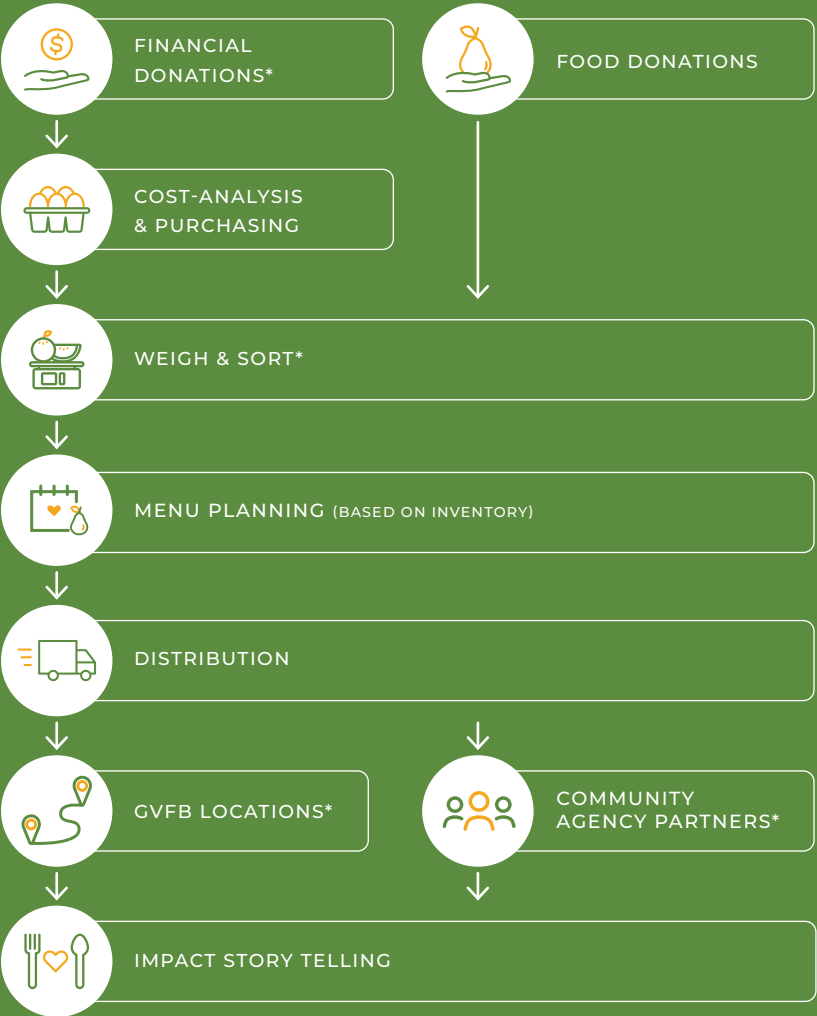 FINANCIAL
DONATIONS*
FOOD DONATIONS
COST-ANALYSIS
& PURCHASING
WEIGH & SORT*
MENU PLANNING (BASED ON INVENTORY)
DISTRIBUTION
GVFB LOCATIONS*
COMMUNITY
AGENCY PARTNERS*
IMPACT STORY TELLING